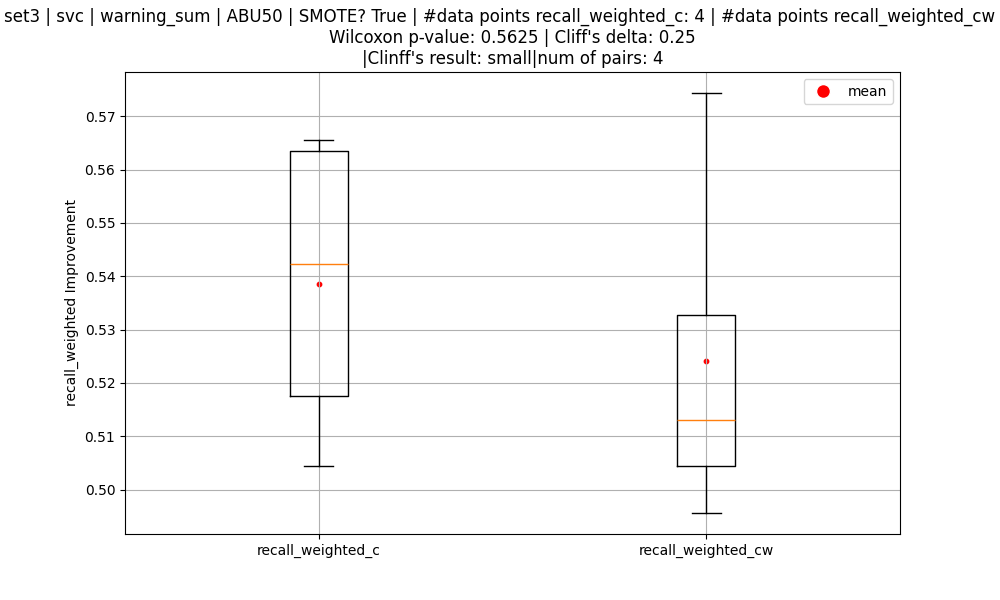 set3 | svc | warning_sum | ABU50 | SMOTE? True | #data points recall_weighted_c: 4 | #data points recall_weighted_cw
Wilcoxon p-value: 0.5625 | Cliff's delta: 0.25
|Clinff's result: small|num of pairs: 4
mean
recall_weighted Improvement
0.57
0.56
0.55
0.54
0.53
0.52
0.51
0.50
recall_weighted_c
recall_weighted_cw